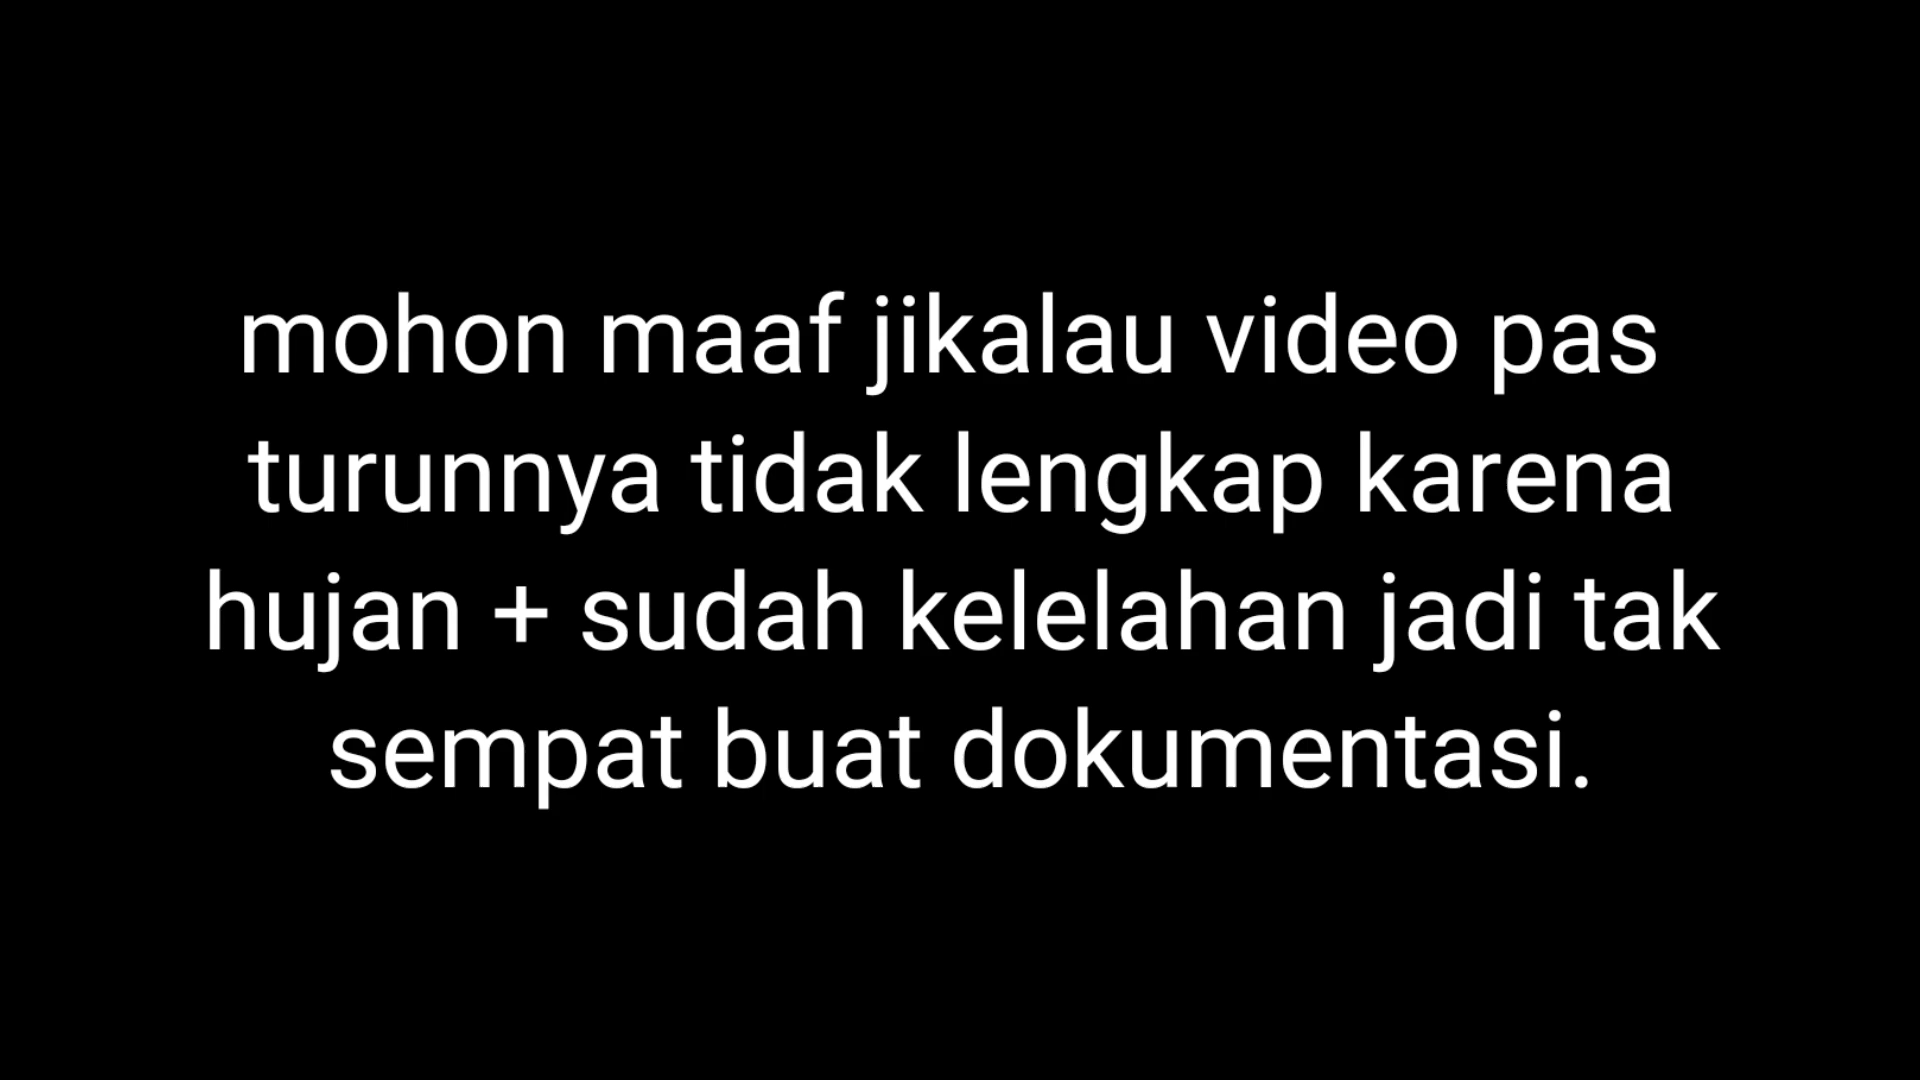 mohon maaf jikalau video pas
turunnya tidak lengkap karena
hujan + sudah kelelahan jadi tak
sempat buat dokumentasi.